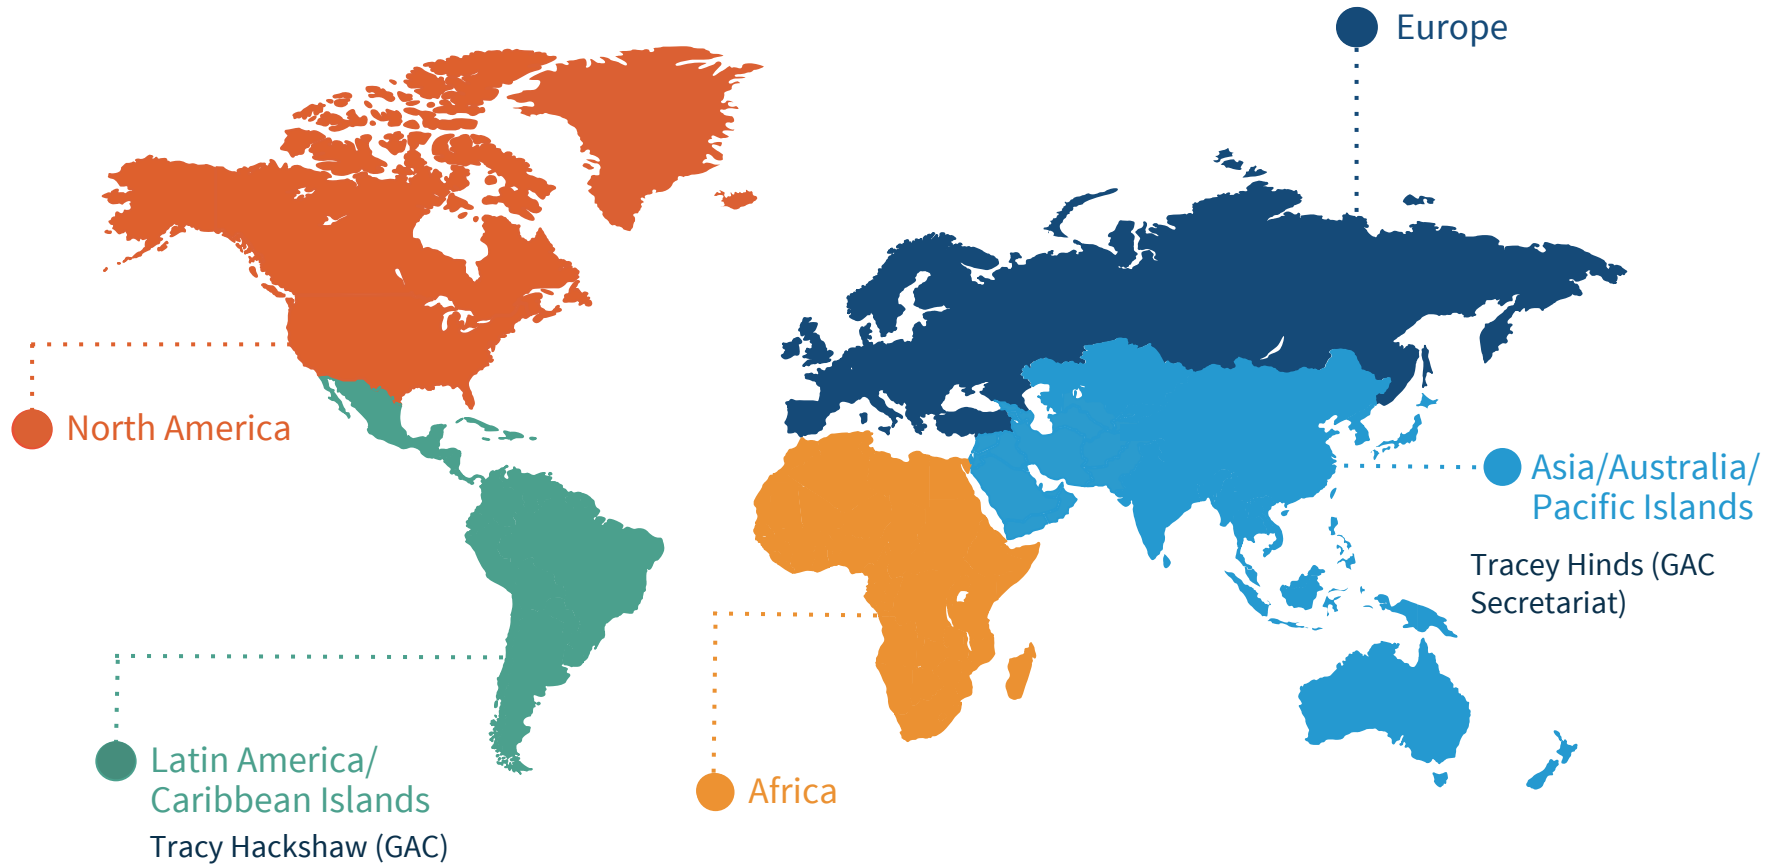 Europe
North America
Asia/Australia/
Pacific Islands
Tracey Hinds (GAC
Secretariat)
Latin America/
Caribbean Islands
Tracy Hackshaw (GAC)
Africa